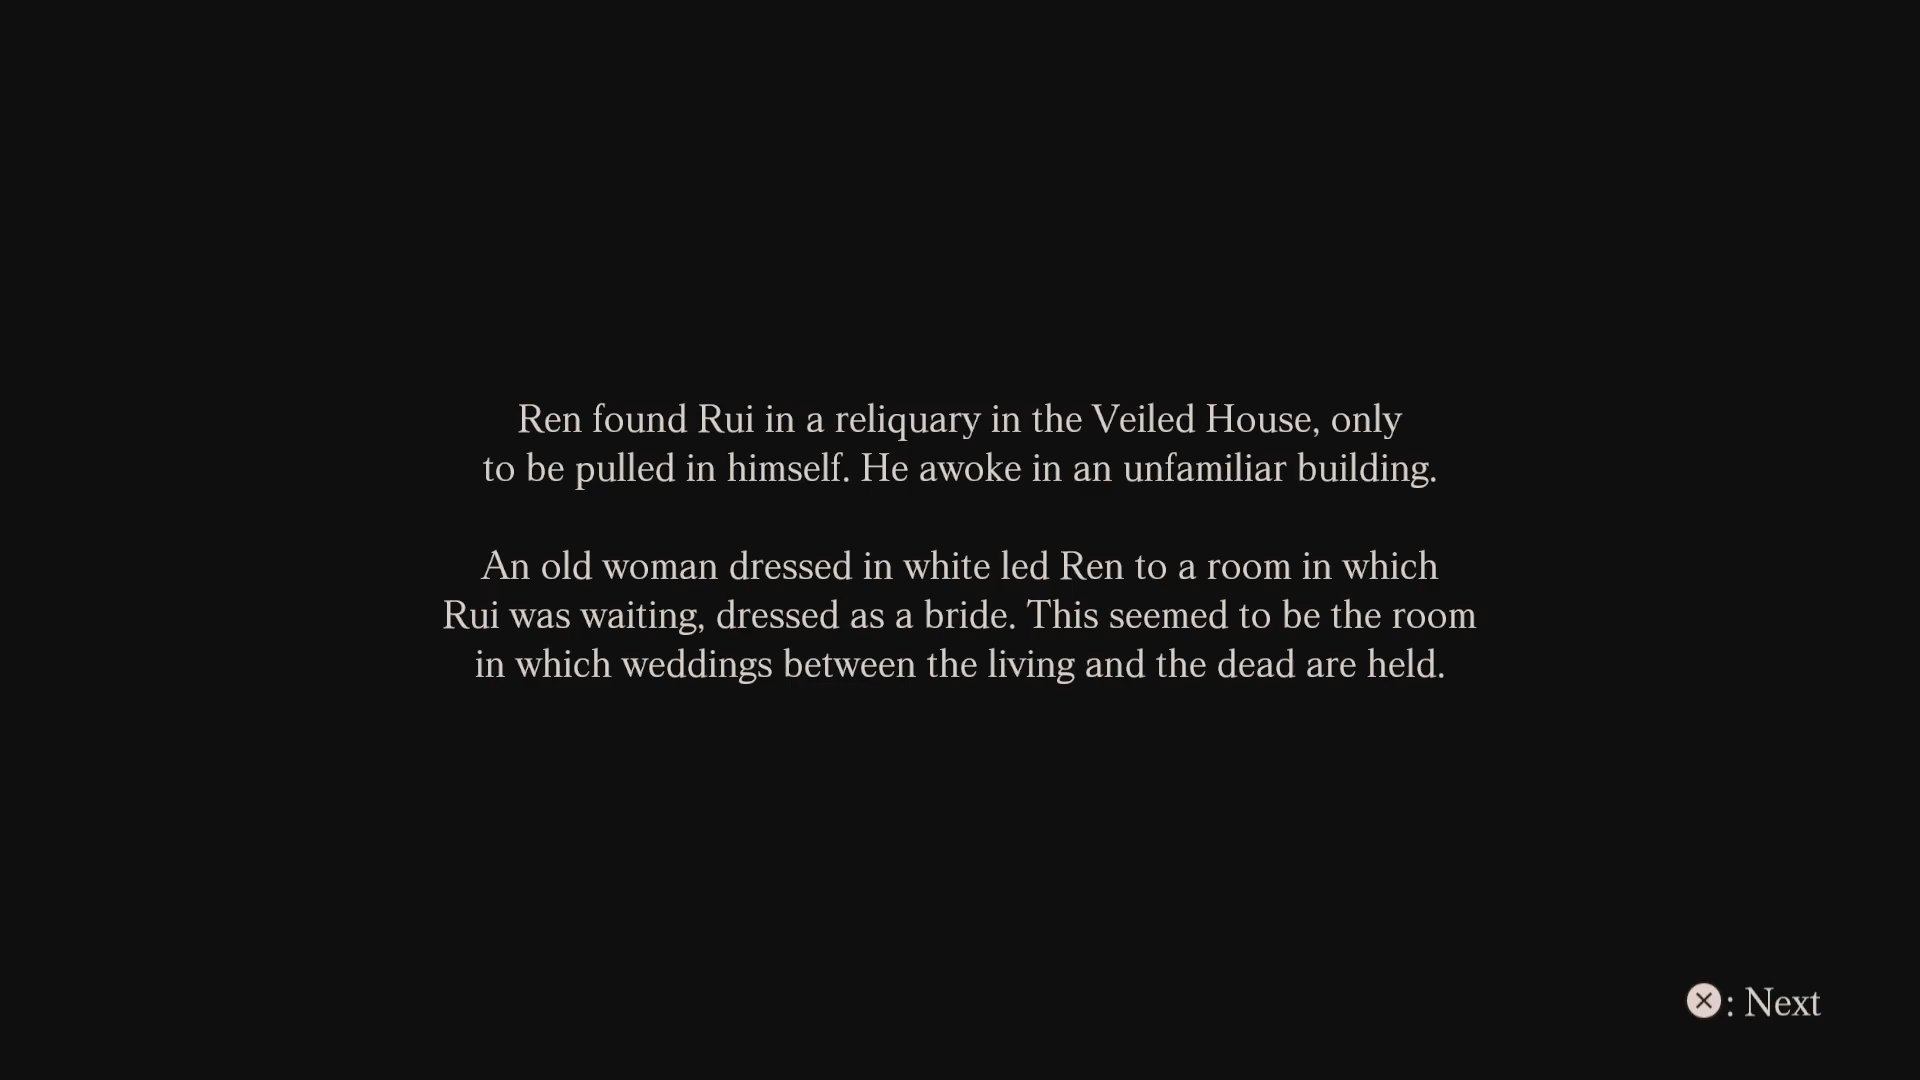 Ren found Rui in a reliquary in the Veiled House, only
to be pulled in himself. He awoke in an unfamiliar building.
An old woman dressed in white led Ren to a room in which
Rui was waiting, dressed as a bride. This seemed to be the room
in which weddings between the living and the dead are held.
: Next